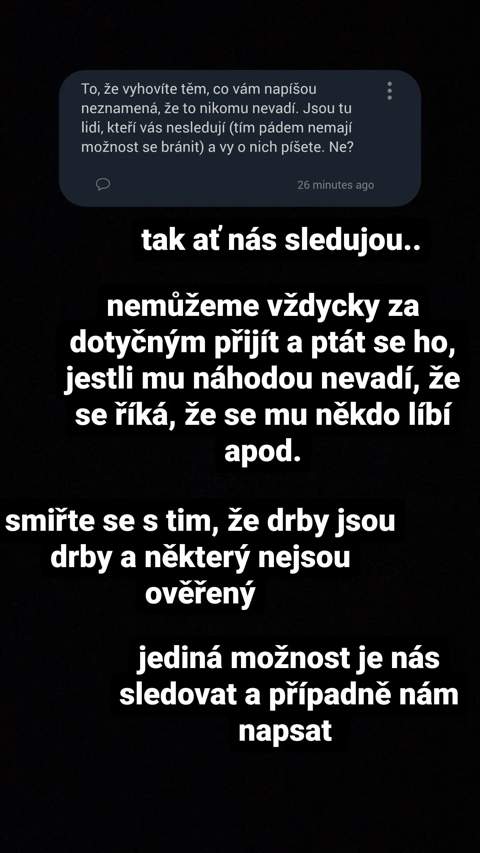 To, že vyhovíte těm, co vám napíšou
neznamená, že to nikomu nevadí. Jsou tu
lidi, kteří vás nesledují (tím pádem nemají
možnost se bránit) a vy o nich píšete. Ne?
26 minutes ago
tak ať nás sledujou..
nemůžeme vždycky za
dotyčným přijít a ptát se ho,
jestli mu náhodou nevadí, že
se říká, že se mu někdo líbí
apod.
smiřte se s tim, že drby jsou
drby a některý nejsou
ověřený
jediná možnost je nás
sledovat a případně nám
napsat